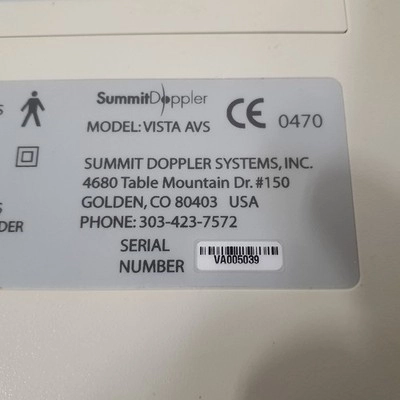 SummitDoppler
MODEL: VISTA AVS
CE 0470
SUMMIT DOPPLER SYSTEMS, INC.
4680 Table Mountain Dr. #150
GOLDEN, CO 80403 USA
PHONE: 303-423-7572
SERIAL
NUMBER
VA005039